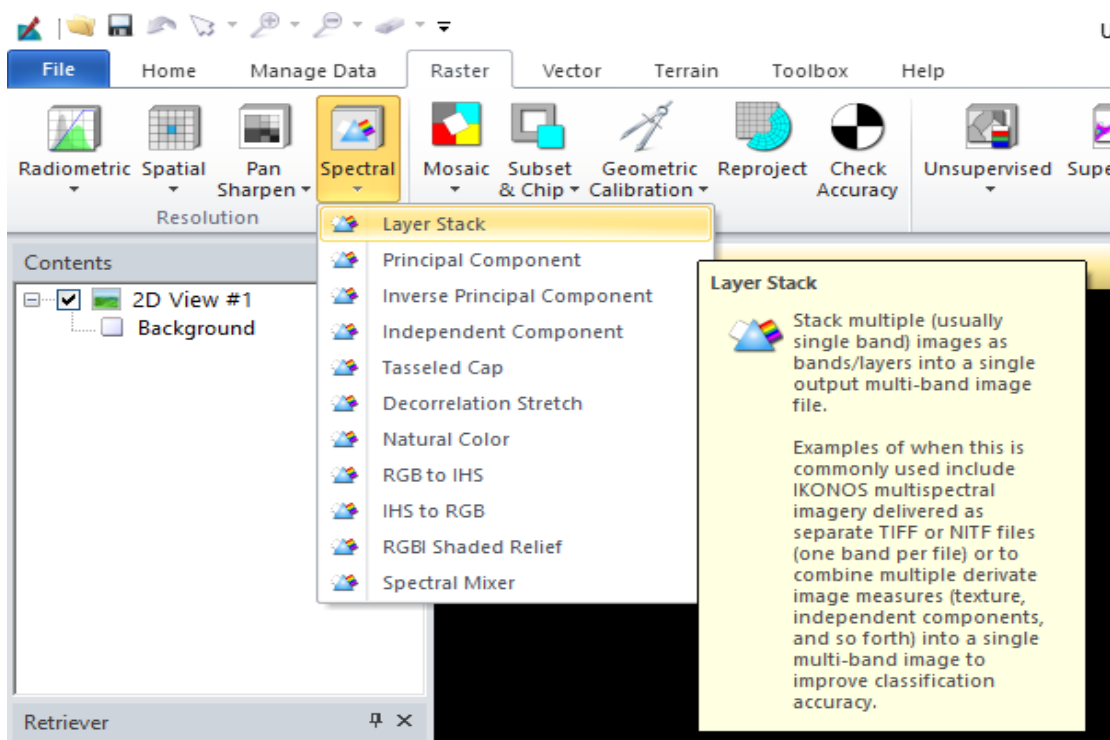 U
File Home Manage Data Raster Vector Terrain Toolbox Help
Radiometric Spatial Pan Sharpen Spectral Mosaic Subset & Chip Geometric Calibration Reproject Check Accuracy Unsupervised Supe
Resolution
Contents
2D View #1
Background
Layer Stack
Principal Component
Inverse Principal Component
Independent Component
Tasseled Cap
Decorrelation Stretch
Natural Color
RGB to IHS
IHS to RGB
RGBI Shaded Relief
Spectral Mixer
Layer Stack
Stack multiple (usually
single band) images as
bands/layers into a single
output multi-band image
file.
Examples of when this is
commonly used include
IKONOS multispectral
imagery delivered as
separate TIFF or NITF files
(one band per file) or to
combine multiple derivate
image measures (texture,
independent components,
and so forth) into a single
multi-band image to
improve classification
accuracy.
Retriever